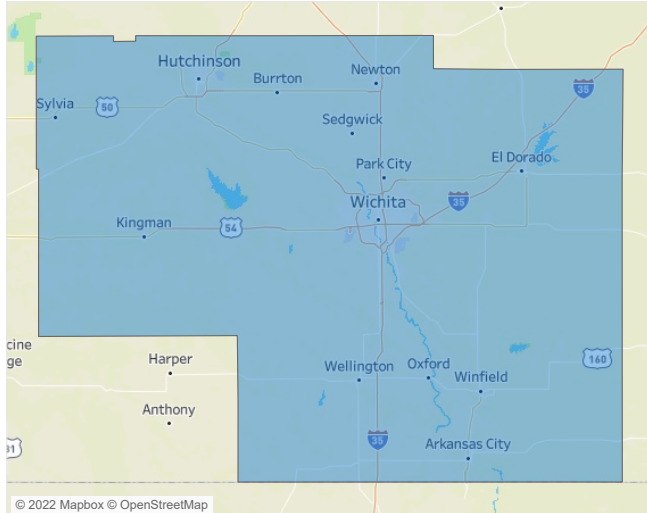 Hutchinson
Newton
Burrton
35
Sylvia
50
Sedgwick
El Dorado
Park City
35
Wichita
Kingman
54
cine
ge
Harper
160
Wellington
Oxford
Winfield
Anthony
35
Arkansas City
© 2022 Mapbox © OpenStreetMap